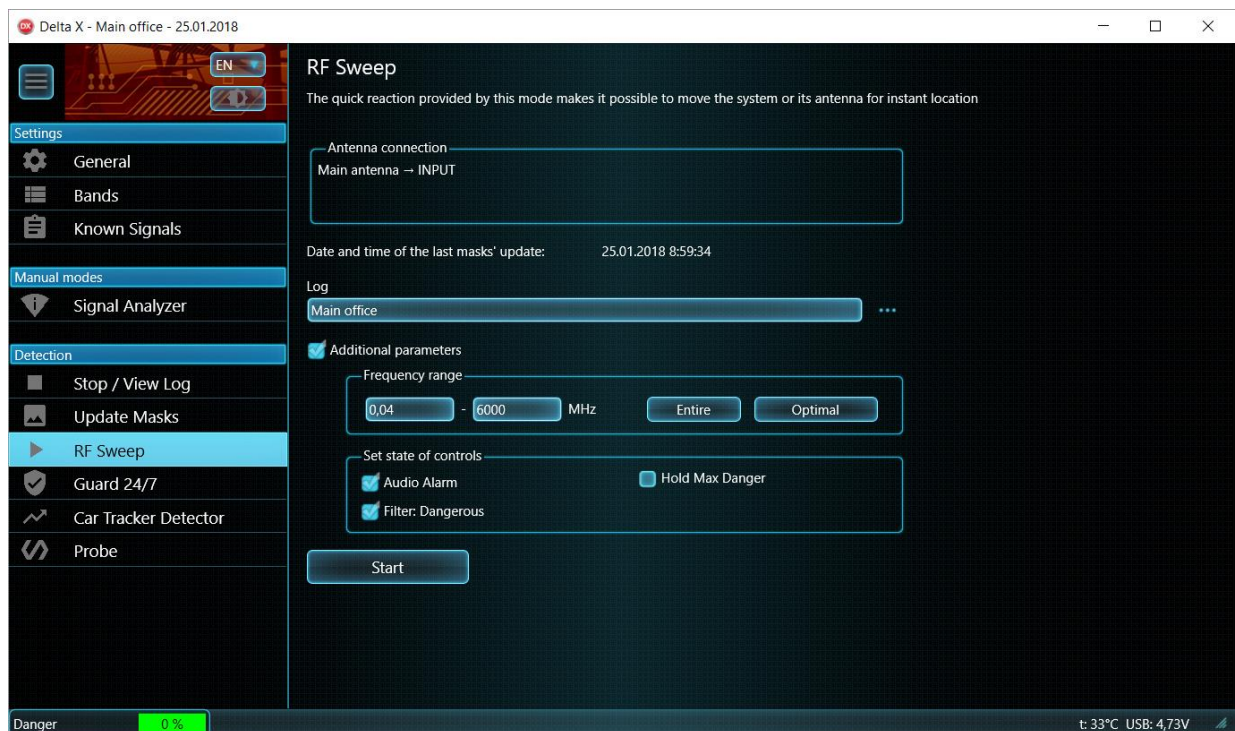 DX Delta X - Main office - 25.01.2018
EN
Settings
General
Bands
Known Signals
Manual modes
Signal Analyzer
Detection
Stop / View Log
Update Masks
RF Sweep
Guard 24/7
Car Tracker Detector
Probe
RF Sweep
The quick reaction provided by this mode makes it possible to move the system or its antenna for instant location
Antenna connection
Main antenna → INPUT
Date and time of the last masks' update: 25.01.2018 8:59:34
Log
Main office
Additional parameters
Frequency range
0,04 - 6000 MHz Entire Optimal
Set state of controls
Audio Alarm Hold Max Danger
Filter: Dangerous
Start
Danger 0 % t: 33°C USB: 4,73V